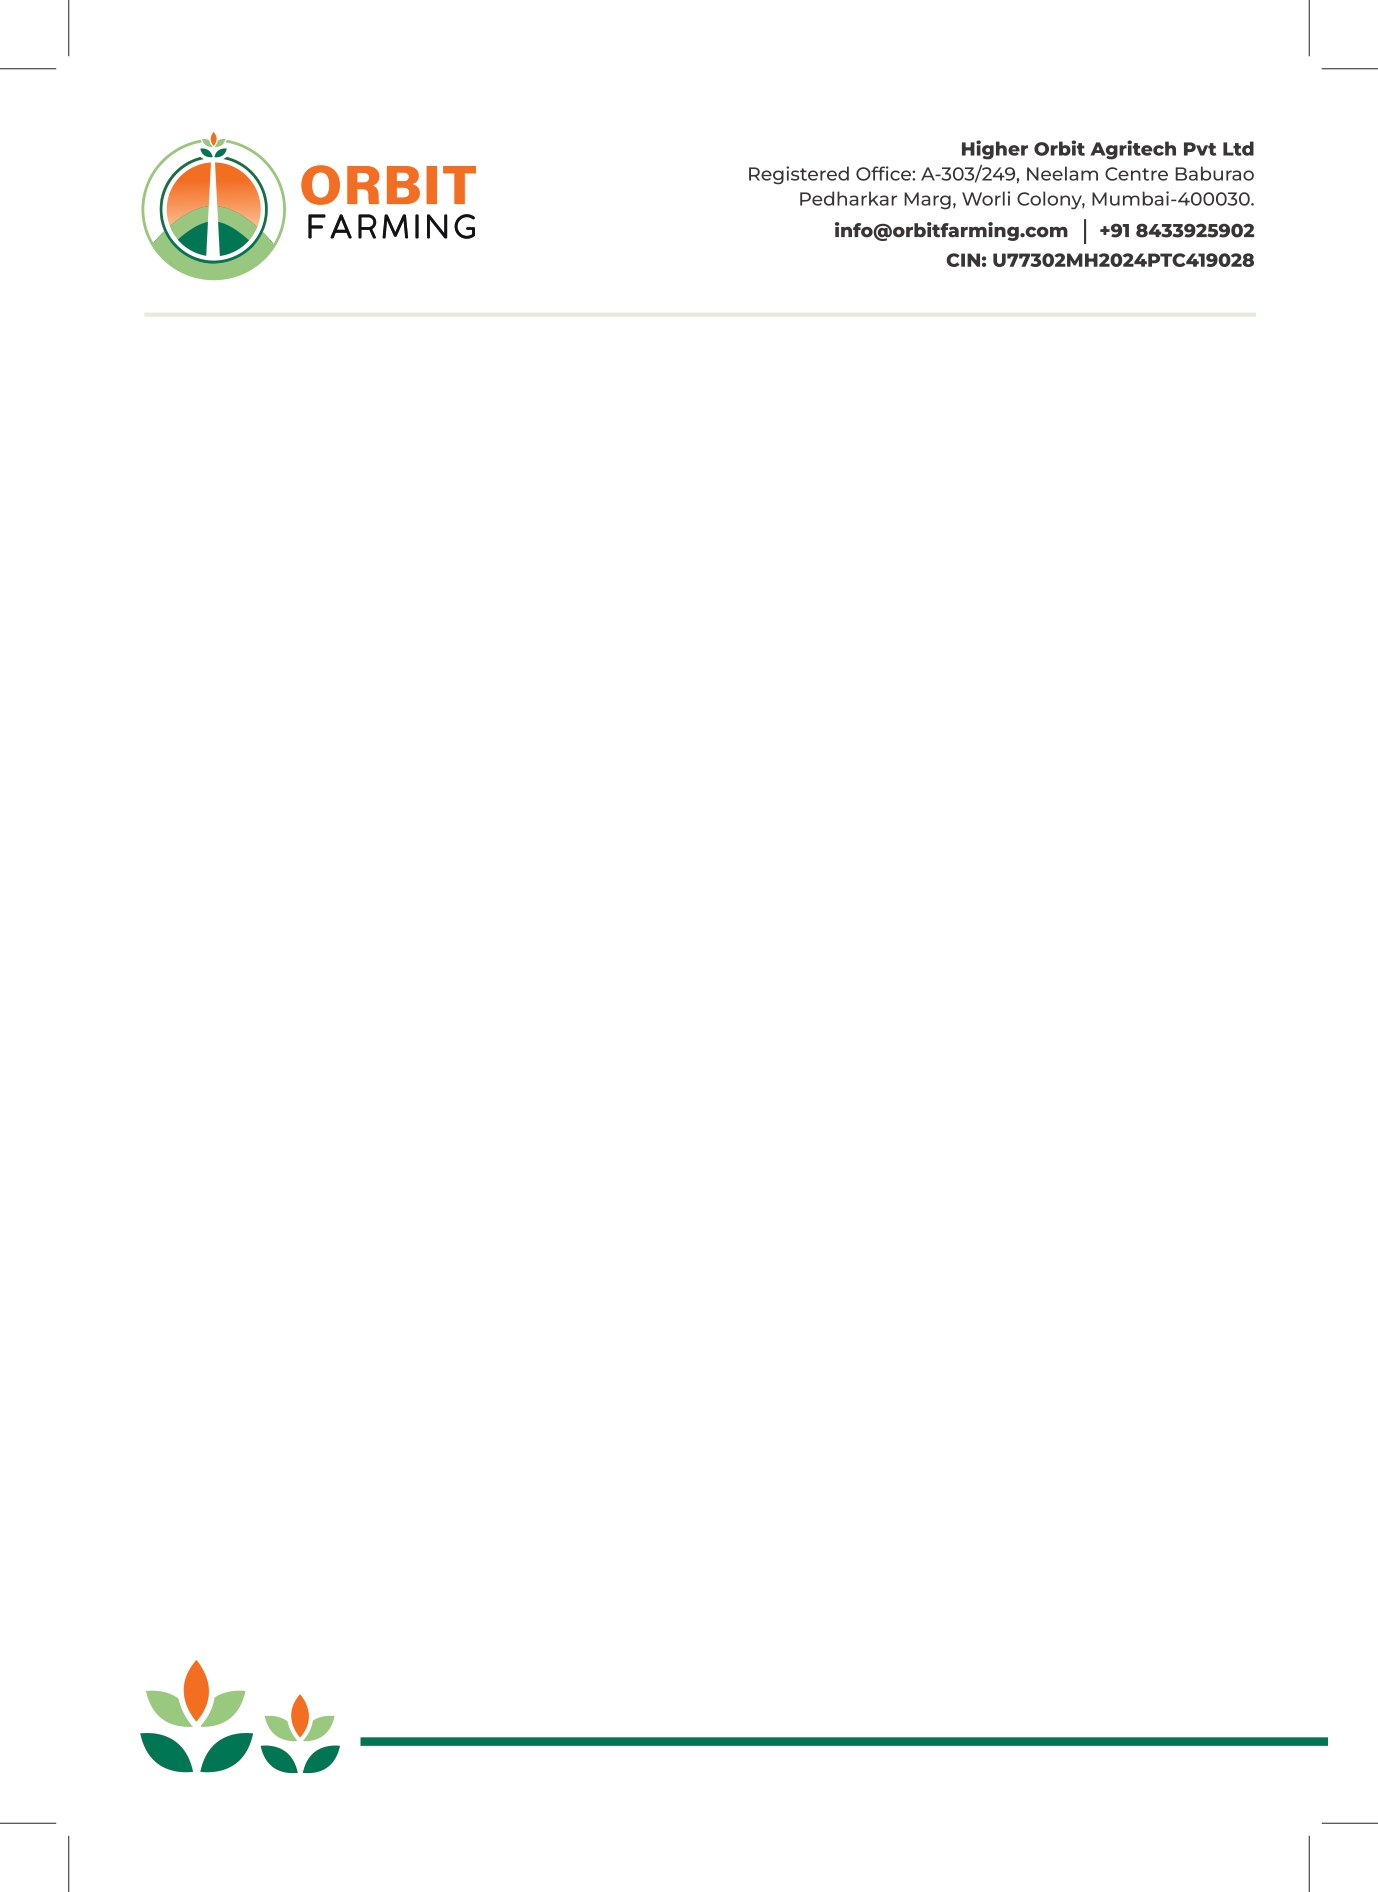 ORBIT
FARMING
Higher Orbit Agritech Pvt Ltd
Registered Office: A-303/249, Neelam Centre Baburao
Pedharkar Marg, Worli Colony, Mumbai-400030.
info@orbitfarming.com | +91 8433925902
CIN: U77302MH2024PTC419028